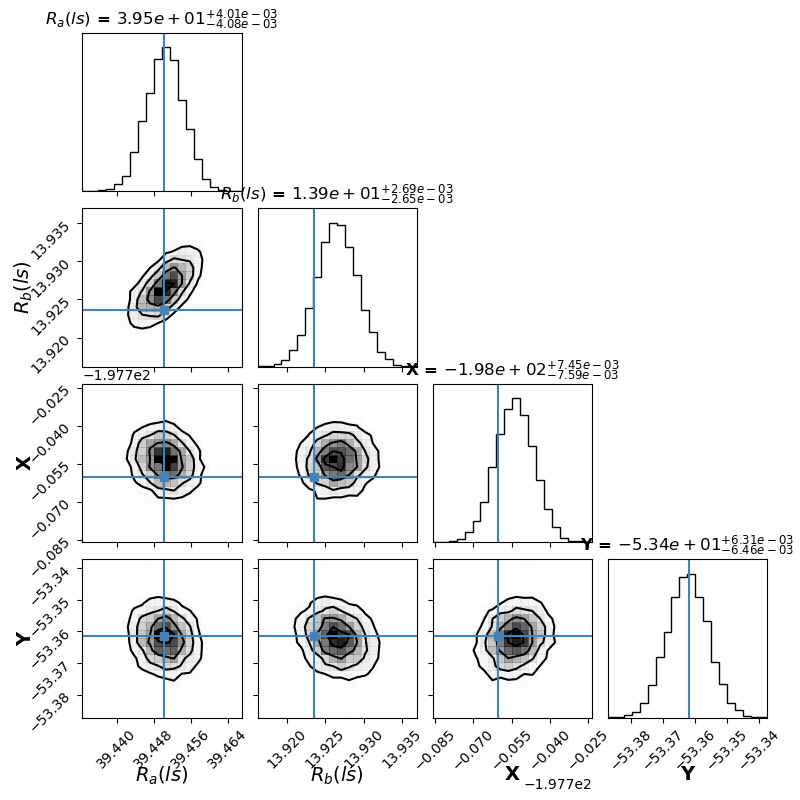 R_a(ls) = 3.95e+01^{+4.01e−03}_{−4.08e−03}
R_b(ls) = 1.39e+01^{+2.69e−03}_{−2.65e−03}
R_b(ls)
13.935
13.930
13.925
13.920
X = −1.98e+02^{+7.45e−03}_{−7.59e−03}
−1.977e2
X
−0.025
−0.040
−0.055
−0.070
−0.085
Y = −5.34e+01^{+6.31e−03}_{−6.46e−03}
Y
−53.34
−53.35
−53.36
−53.37
−53.38
39.440 39.448 39.456 39.464
13.920 13.925 13.930 13.935
−0.085 −0.070 −0.055 −0.040 −0.025
−53.38 −53.37 −53.36 −53.35 −53.34
R_a(ls) R_b(ls) X Y
−1.977e2